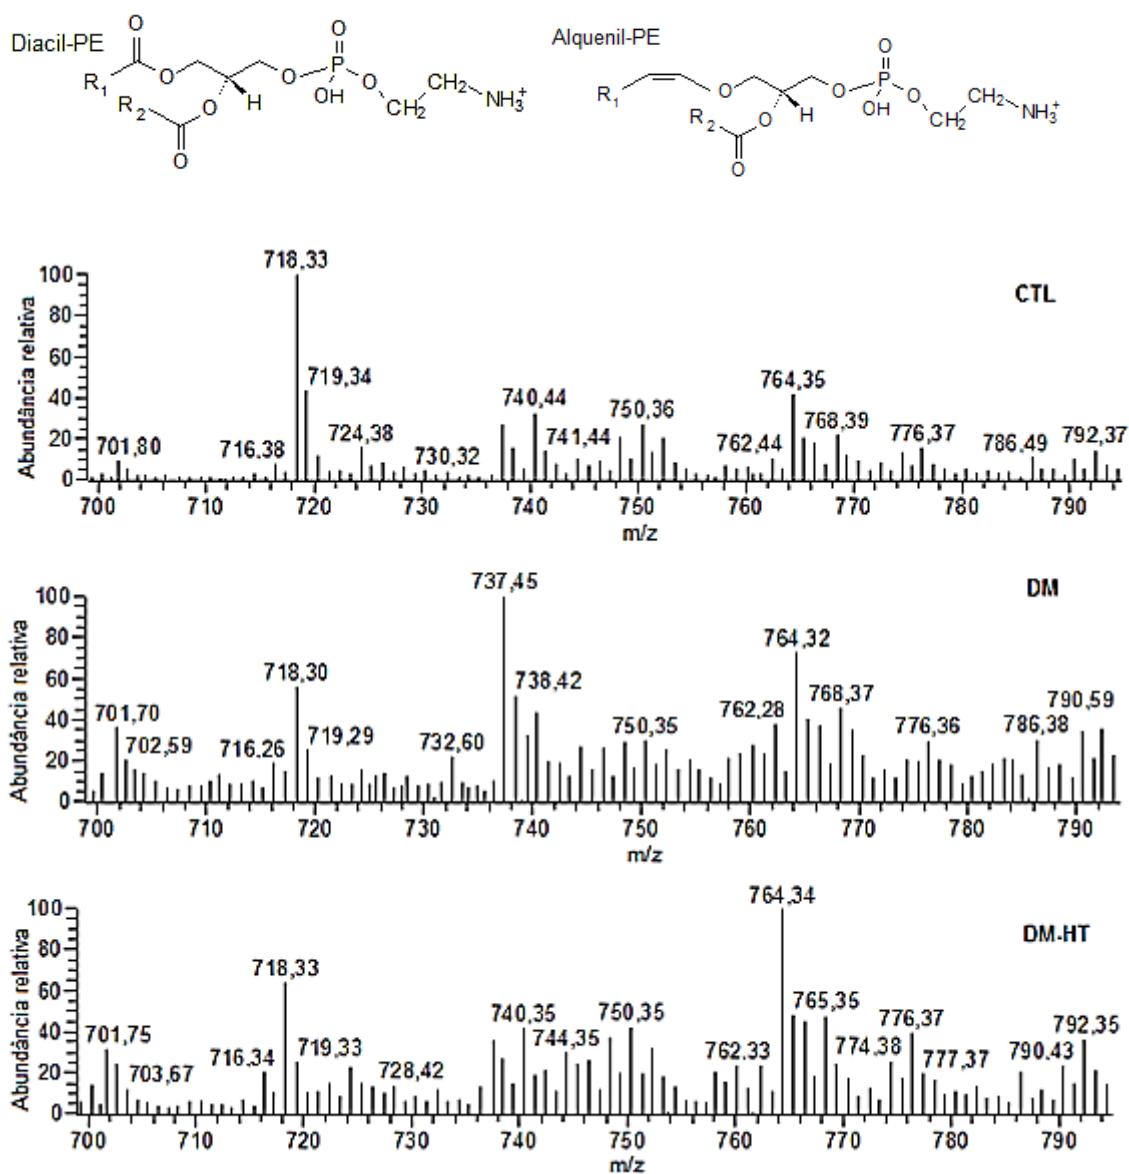 Diacil-PE
O
O
R1
O
O
P
OH
O
CH2
CH2
NH3+
R2
O
H
O
Alquenil-PE
R1
O
O
O
P
OH
O
CH2
CH2
NH3+
R2
O
H
O
718,33
CTL
719,34
764,35
740,44
750,36
768,39
724,38
701,80
716.38
730,32
741,44
762,44
776,37
786,49
792,37
Abundância relativa
100
80
60
40
20
0
700 710 720 730 740 750 760 770 780 790
m/z
737,45
DM
764,32
718,30
738,42
768,37
790,59
701,70
702,59
716.26
719,29
732,60
750,35
762,28
776,36
786,38
Abundância relativa
100
80
60
40
20
0
700 710 720 730 740 750 760 770 780 790
m/z
764,34
DM-HT
718,33
740,35
750,35
765,35
776,37
792,35
701,75
703,67
716,34
719,33
728,42
744,35
762,33
774,38
777,37
790,43
Abundância relativa
100
80
60
40
20
0
700 710 720 730 740 750 760 770 780 790
m/z